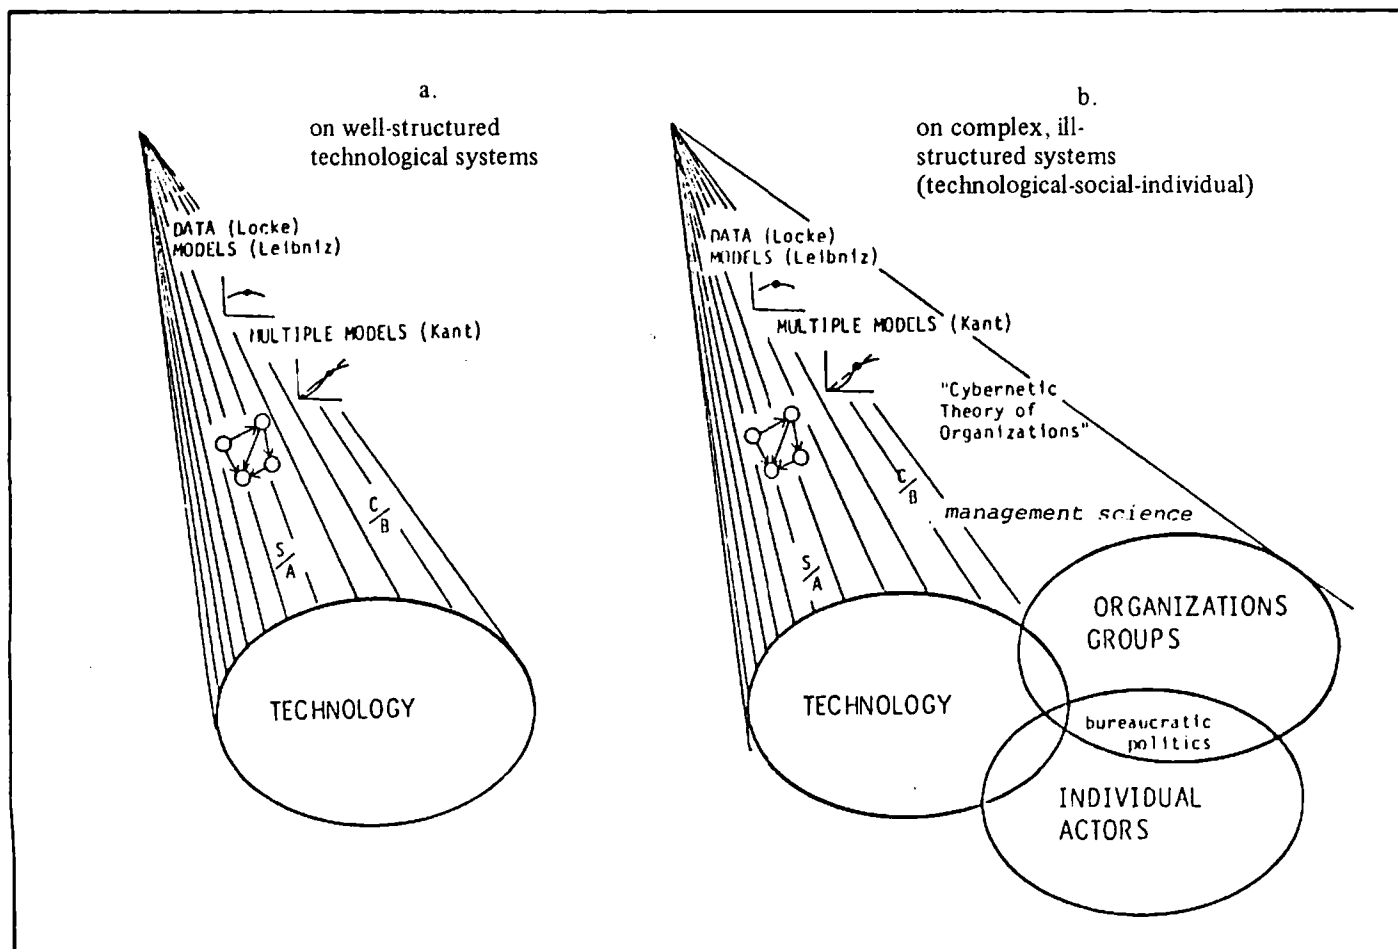 a.
on well-structured
technological systems
DATA (Locke)
MODELS (Leibniz)
MULTIPLE MODELS (Kant)
C/B
S/A
TECHNOLOGY
b.
on complex, ill-
structured systems
(technological-social-individual)
DATA (Locke)
MODELS (Leibniz)
MULTIPLE MODELS (Kant)
"Cybernetic
Theory of
Organizations"
C/B
management science
S/A
ORGANIZATIONS
GROUPS
TECHNOLOGY
bureaucratic
politics
INDIVIDUAL
ACTORS